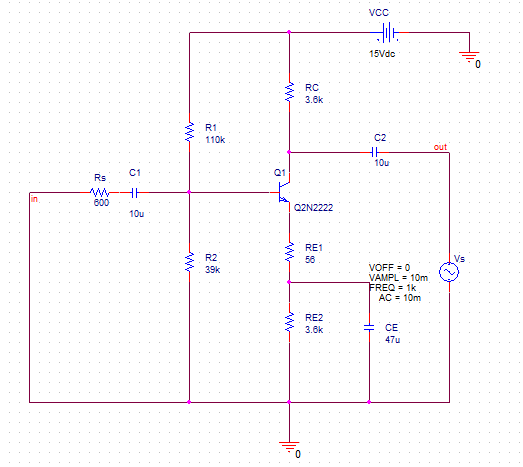 VCC
15Vdc
0
RC
3.6k
R1
110k
C2
10u
out
Q1
Q2N2222
Rs
600
C1
10u
in
R2
39k
RE1
56
VOFF = 0
VAMPL = 10m
FREQ = 1k
AC = 10m
Vs
RE2
3.6k
CE
47u
0